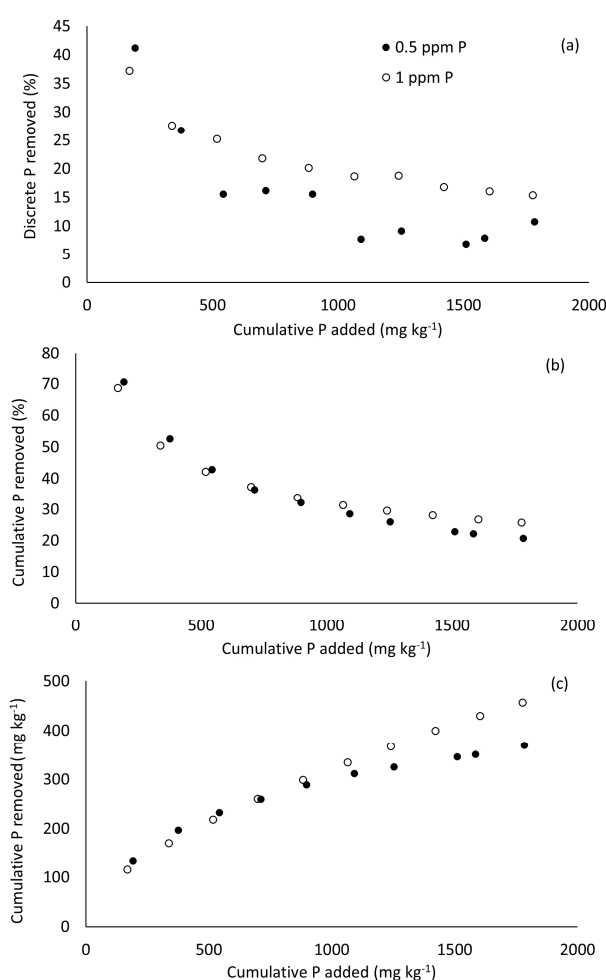 45
40
35
30
25
20
15
10
5
0
Discrete P removed (%)
0.5 ppm P
1 ppm P
(a)
0 500 1000 1500 2000
Cumulative P added (mg kg⁻¹)
80
70
60
50
40
30
20
10
0
Cumulative P removed (%)
(b)
0 500 1000 1500 2000
Cumulative P added (mg kg⁻¹)
500
400
300
200
100
0
Cumulative P removed (mg kg⁻¹)
(c)
0 500 1000 1500 2000
Cumulative P added (mg kg⁻¹)